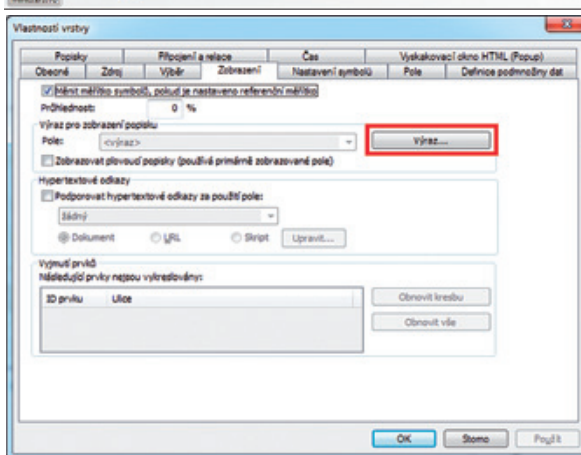 Vlastnosti vrstvy
Popisky Připojení a relace Čas Vyskakovací okno HTML (Popup)
Obecné Zdroj Výběr Zobrazení Nastavení symbolů Pole Definice podmnožiny dat
Měnit měřítko symbolů, pokud je nastaveno referenční měřítko
Průhlednost: 0 %
Výraz pro zobrazení popisku
Pole: <výraz> Výraz...
Zobrazovat plovoucí popisky (používá primárně zobrazované pole)
Hypertextové odkazy
Podporovat hypertextové odkazy za použití pole:
žádný
Dokument URL Skript Upravit...
Vyjmutí prvků
Následující prvky nejsou vykreslovány:
ID prvku Ulice Obnovit kresbu
Obnovit vše
OK Storno Použít